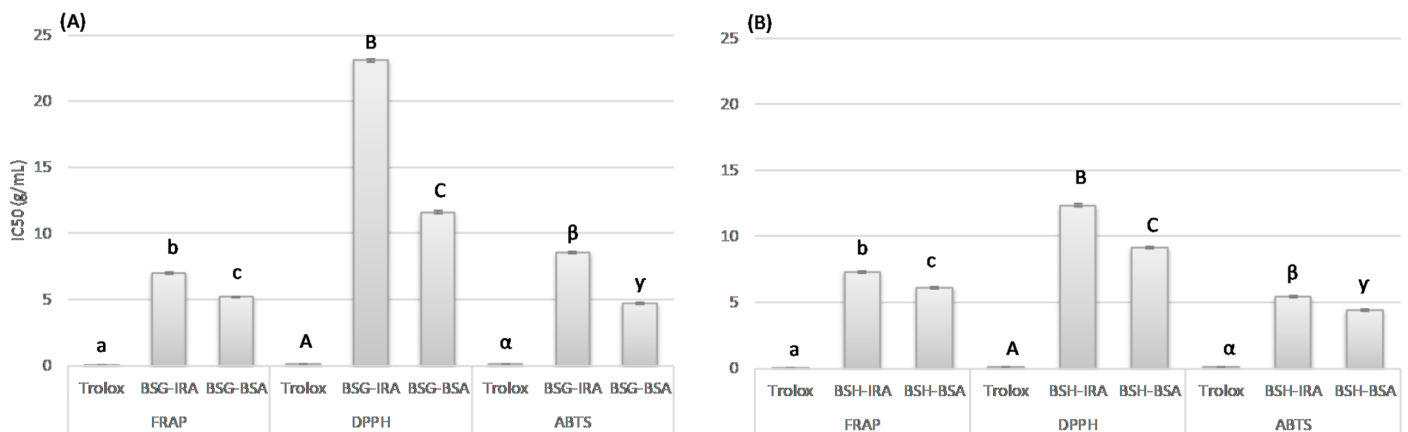 (A)
25
20
15
10
5
0
IC50 (g/mL)
a
b
c
A
B
C
α
β
γ
Trolox BSG-IRA BSG-BSA Trolox BSG-IRA BSG-BSA Trolox BSG-IRA BSG-BSA
FRAP DPPH ABTS
(B)
25
20
15
10
5
0
a
b
c
A
B
C
α
β
γ
Trolox BSH-IRA BSH-BSA Trolox BSH-IRA BSH-BSA Trolox BSH-IRA BSH-BSA
FRAP DPPH ABTS